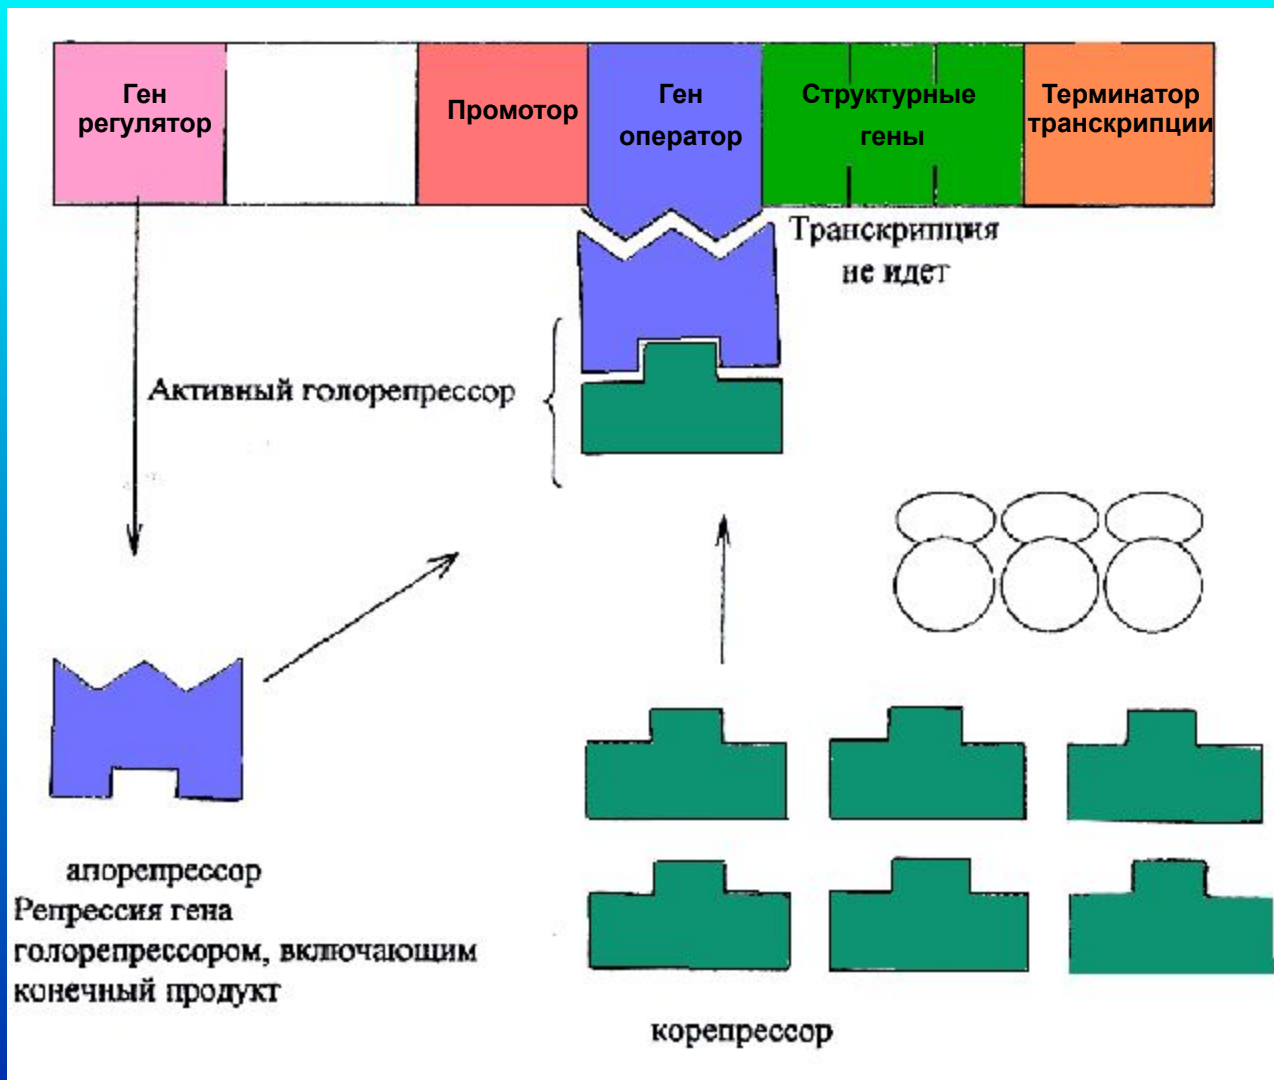 Ген
регулятор
Промотор
Ген
оператор
Структурные
гены
Терминатор
транскрипции
Транскрипция
не идет
Активный голорепрессор
апорепрессор
Репрессия гена
голорепрессором, включающим
конечный продукт
корепрессор